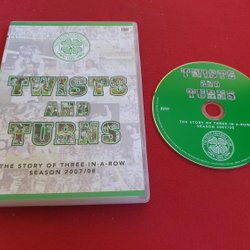 TWISTS
AND
TURNS
THE STORY OF THREE-IN-A-ROW
SEASON 2007/08
TWISTS
AND
TURNS
THE STORY OF THREE-IN-A-ROW
SEASON 2007/08